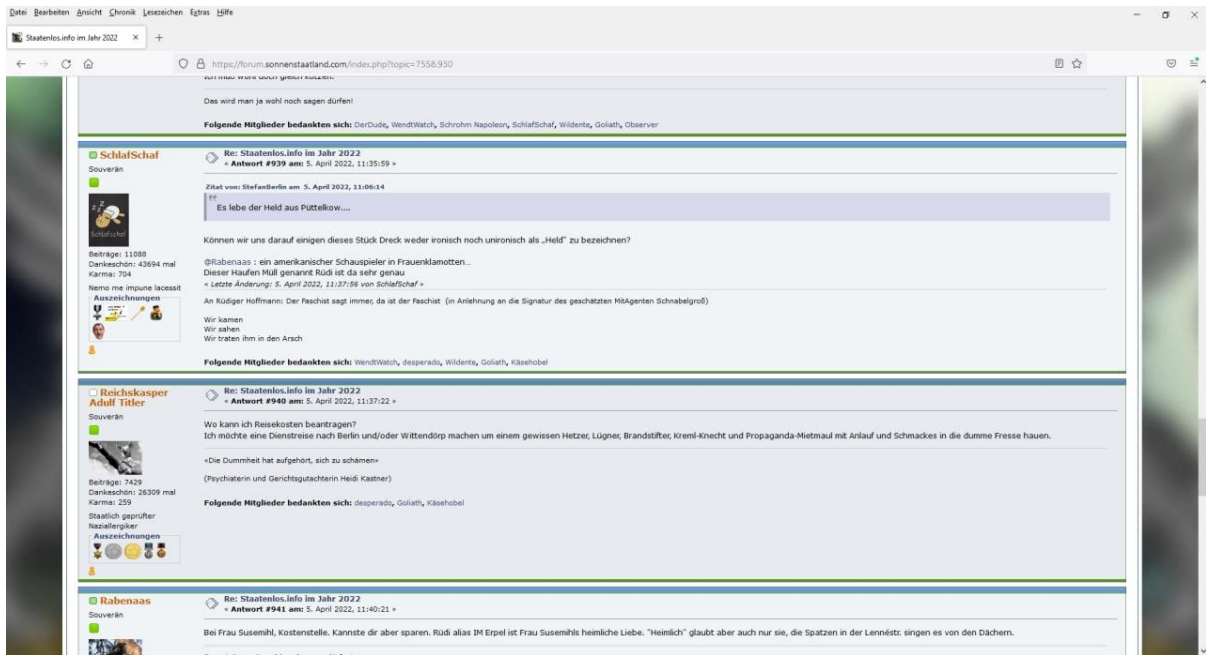 Datei Bearbeiten Ansicht Chronik Lesezeichen Extras Hilfe
Staatenlos.info im Jahr 2022
https://forum.sonnenstaatland.com/index.php?topic=7558.930
Ich muß wohl doch gleich kotzen.
Das wird man ja wohl noch sagen dürfen!
Folgende Mitglieder bedankten sich: DerDude, WendtWatch, Schrohm Napoleon, SchlafSchaf, Wildente, Goliath, Observer
SchlafSchaf
Souverän
Schlafschaf
Beiträge: 11088
Dankeschön: 43694 mal
Karma: 704
Nemo me impune lacessit
Auszeichnungen
Re: Staatenlos.info im Jahr 2022
« Antwort #939 am: 5. April 2022, 11:35:59 »
Zitat von: StefanBerlin am 5. April 2022, 11:06:14
Es lebe der Held aus Püttelkow....
Können wir uns darauf einigen dieses Stück Dreck weder ironisch noch unironisch als „Held" zu bezeichnen?
@Rabenaas : ein amerikanischer Schauspieler in Frauenklamotten...
Dieser Haufen Müll genannt Rüdi ist da sehr genau
« Letzte Änderung: 5. April 2022, 11:37:56 von SchlafSchaf »
An Rüdiger Hoffmann: Der Faschist sagt immer, da ist der Faschist (in Anlehnung an die Signatur des geschätzten MitAgenten Schnabelgroß)
Wir kamen
Wir sahen
Wir traten ihm in den Arsch
Folgende Mitglieder bedankten sich: WendtWatch, desperado, Wildente, Goliath, Käsehobel
Reichskasper
Adulf Titler
Souverän
Beiträge: 7429
Dankeschön: 26309 mal
Karma: 259
Staatlich geprüfter
Naziallergiker
Auszeichnungen
Re: Staatenlos.info im Jahr 2022
« Antwort #940 am: 5. April 2022, 11:37:22 »
Wo kann ich Reisekosten beantragen?
Ich möchte eine Dienstreise nach Berlin und/oder Wittendörp machen um einem gewissen Hetzer, Lügner, Brandstifter, Kreml-Knecht und Propaganda-Mietmaul mit Anlauf und Schmackes in die dumme Fresse hauen.
«Die Dummheit hat aufgehört, sich zu schämen»
(Psychiaterin und Gerichtsgutachterin Heidi Kastner)
Folgende Mitglieder bedankten sich: desperado, Goliath, Käsehobel
Rabenaas
Souverän
Re: Staatenlos.info im Jahr 2022
« Antwort #941 am: 5. April 2022, 11:40:21 »
Bei Frau Susemihl, Kostenstelle. Kannste dir aber sparen. Rüdi alias IM Erpel ist Frau Susemihls heimliche Liebe. "Heimlich" glaubt aber auch nur sie, die Spatzen in der Lennéstr. singen es von den Dächern.